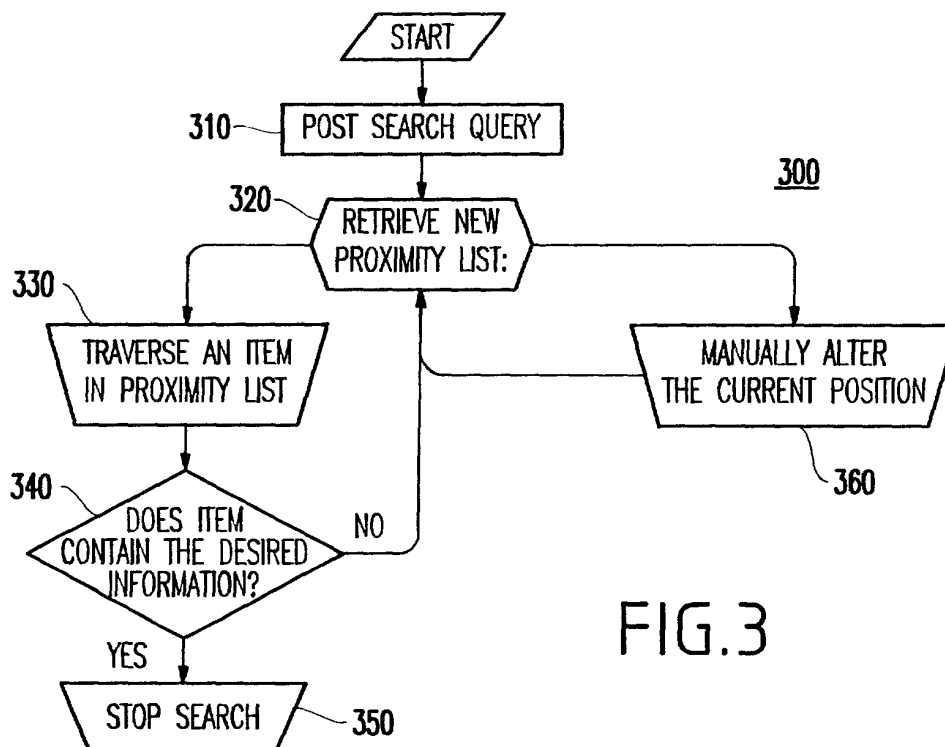 START
310
POST SEARCH QUERY
300
320
RETRIEVE NEW
PROXIMITY LIST:
330
TRAVERSE AN ITEM
IN PROXIMITY LIST
MANUALLY ALTER
THE CURRENT POSITION
360
340
DOES ITEM
CONTAIN THE DESIRED
INFORMATION?
NO
YES
STOP SEARCH
350
FIG.3